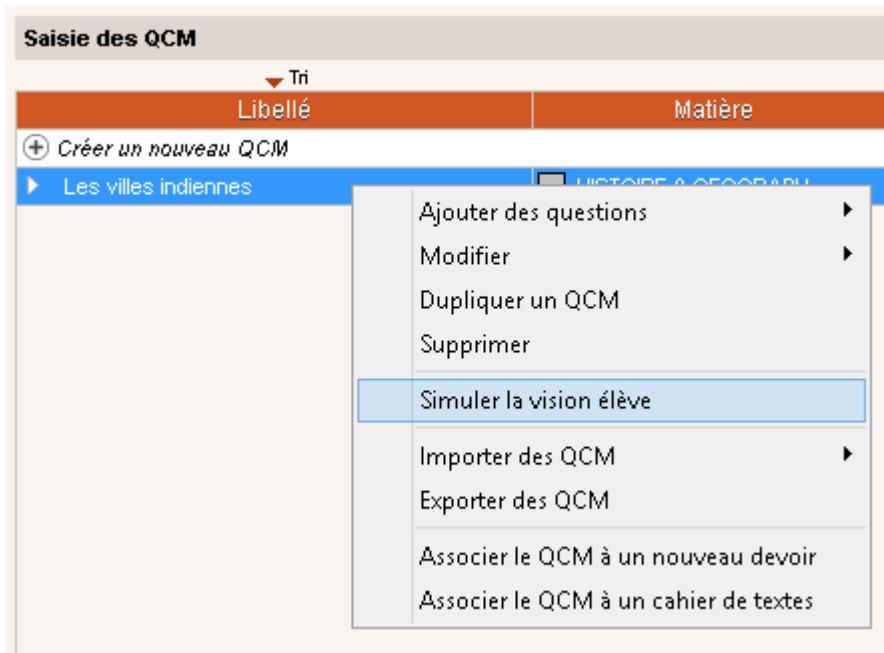 Saisie des QCM
Tri
Libellé Matière
Créer un nouveau QCM
Les villes indiennes
Ajouter des questions
Modifier
Dupliquer un QCM
Supprimer
Simuler la vision élève
Importer des QCM
Exporter des QCM
Associer le QCM à un nouveau devoir
Associer le QCM à un cahier de textes